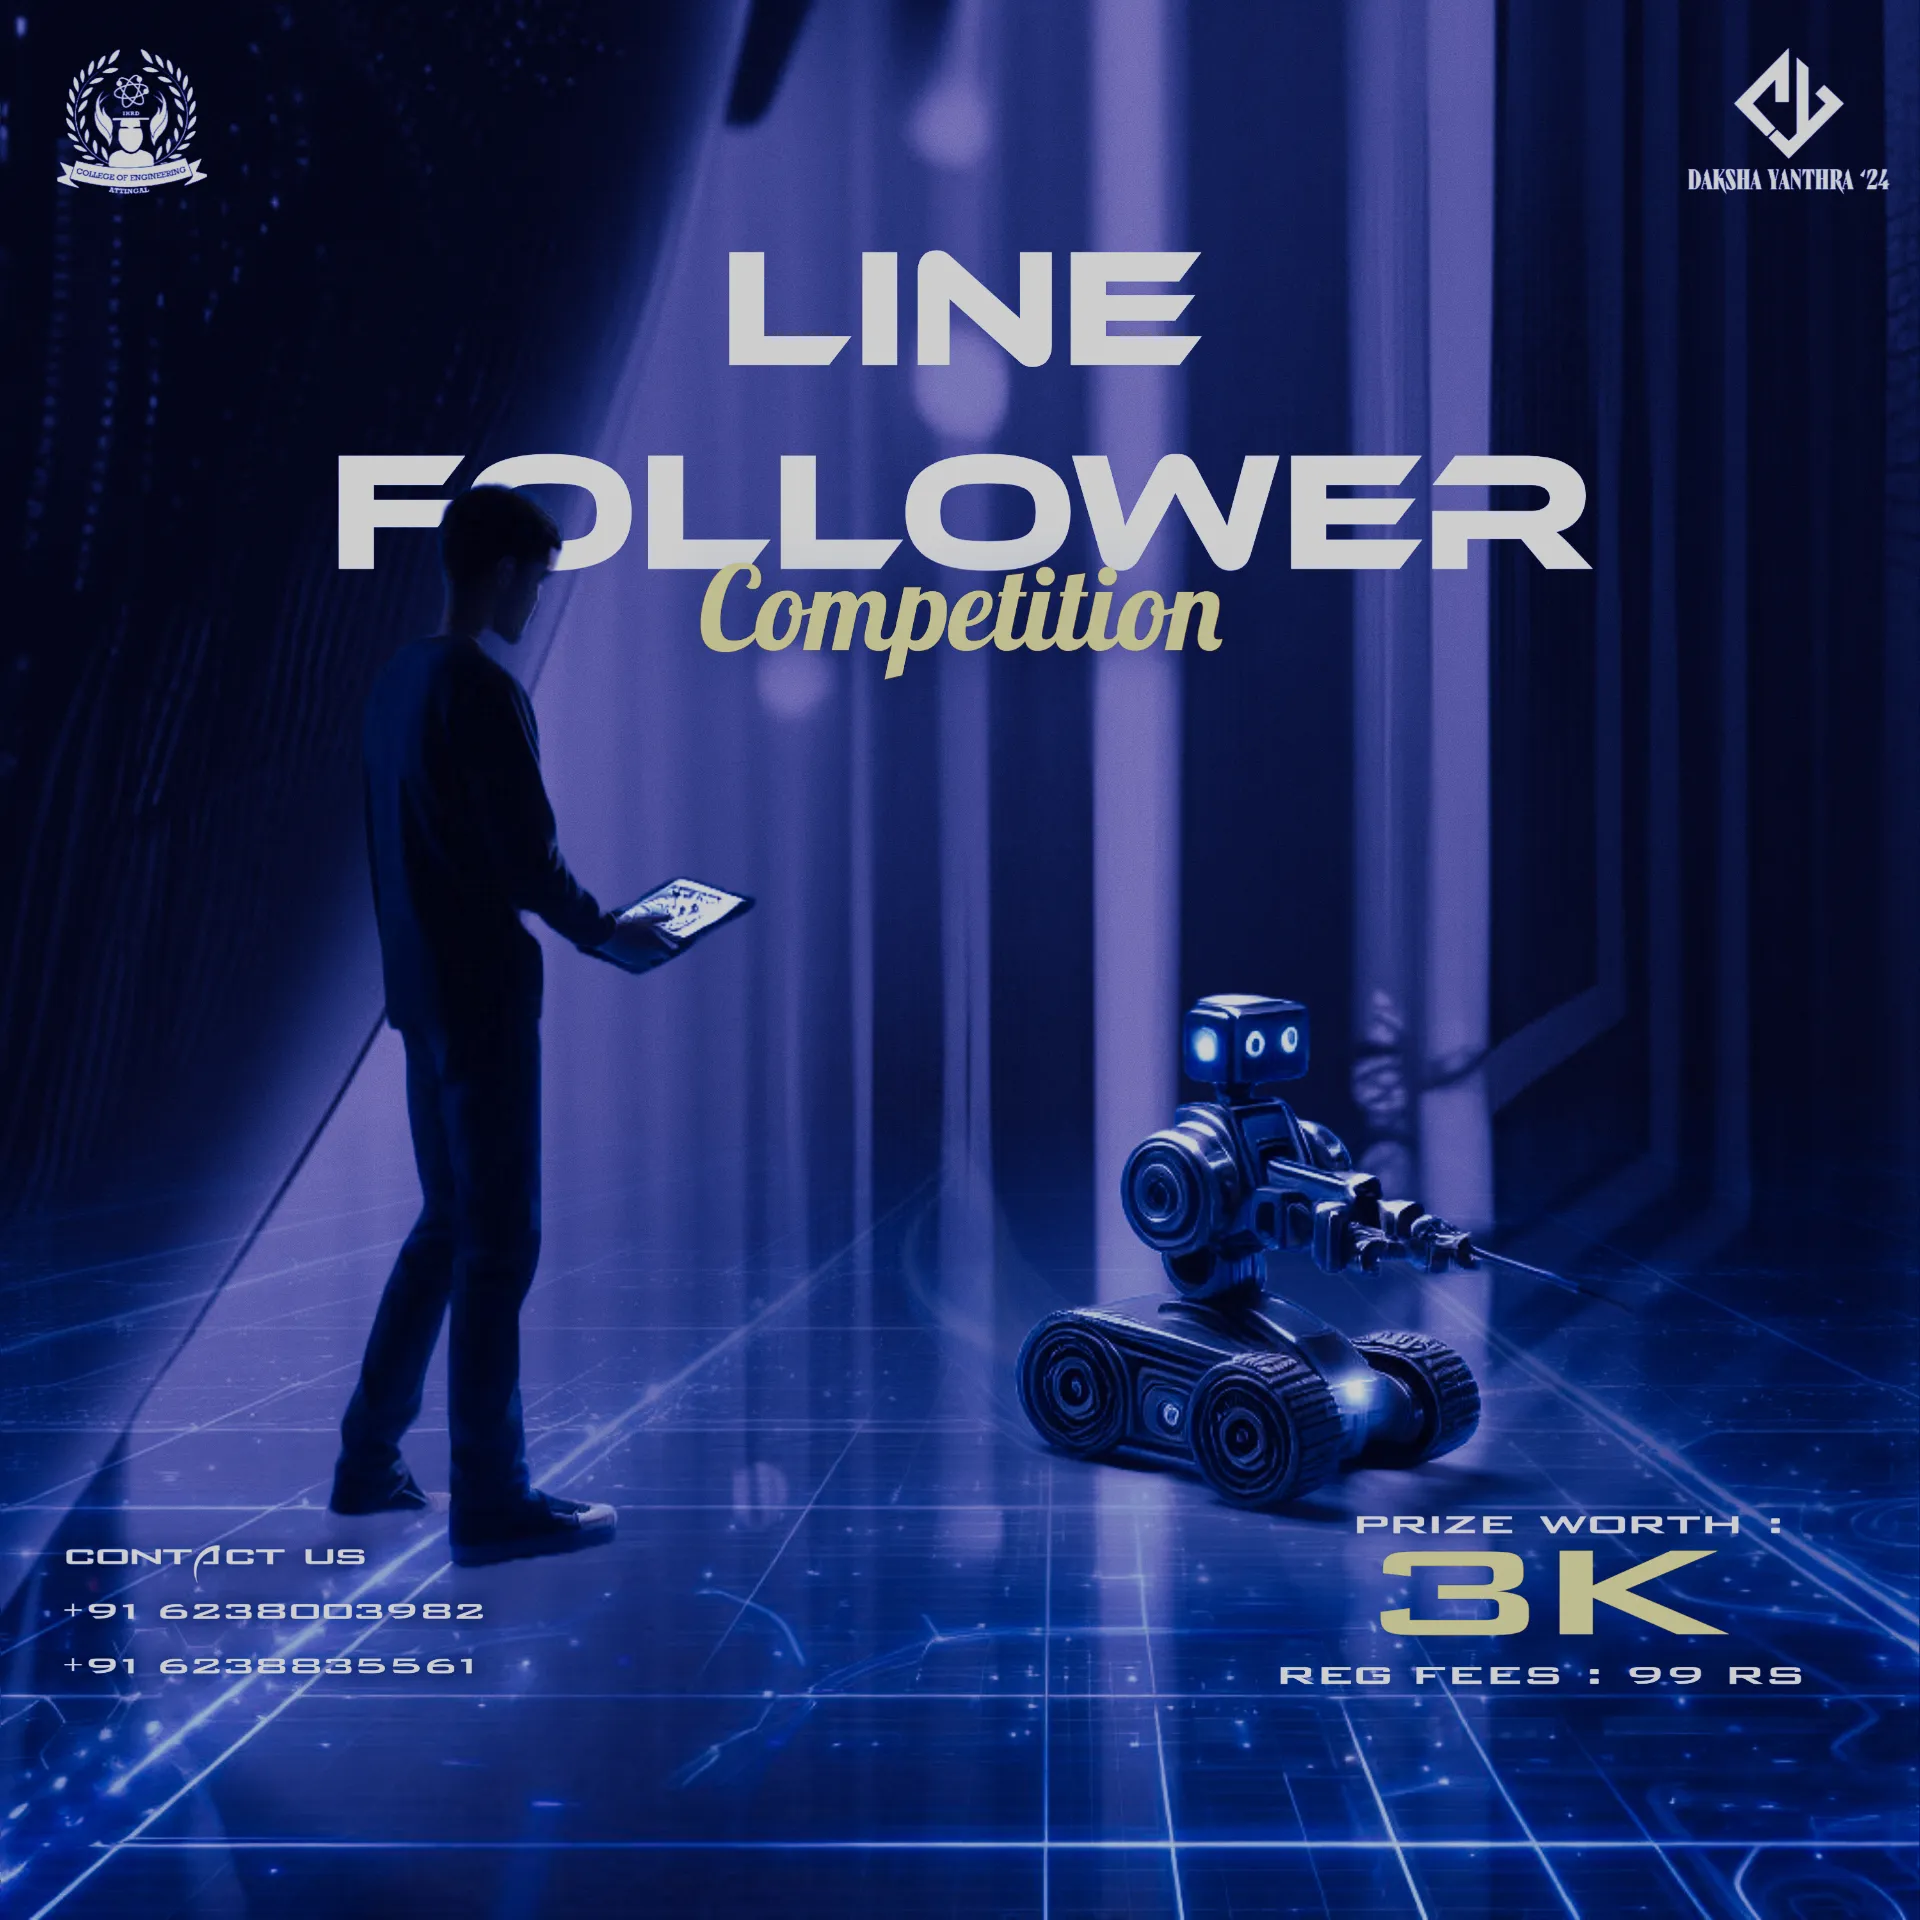 IHRD
COLLEGE OF ENGINEERING
ATTINGAL
DAKSHA YANTHRA ‘24
LINE
FOLLOWER
Competition
PRIZE WORTH :
3K
REG FEES : 99 RS
CONTACT US
+91 6238003982
+91 6238835561